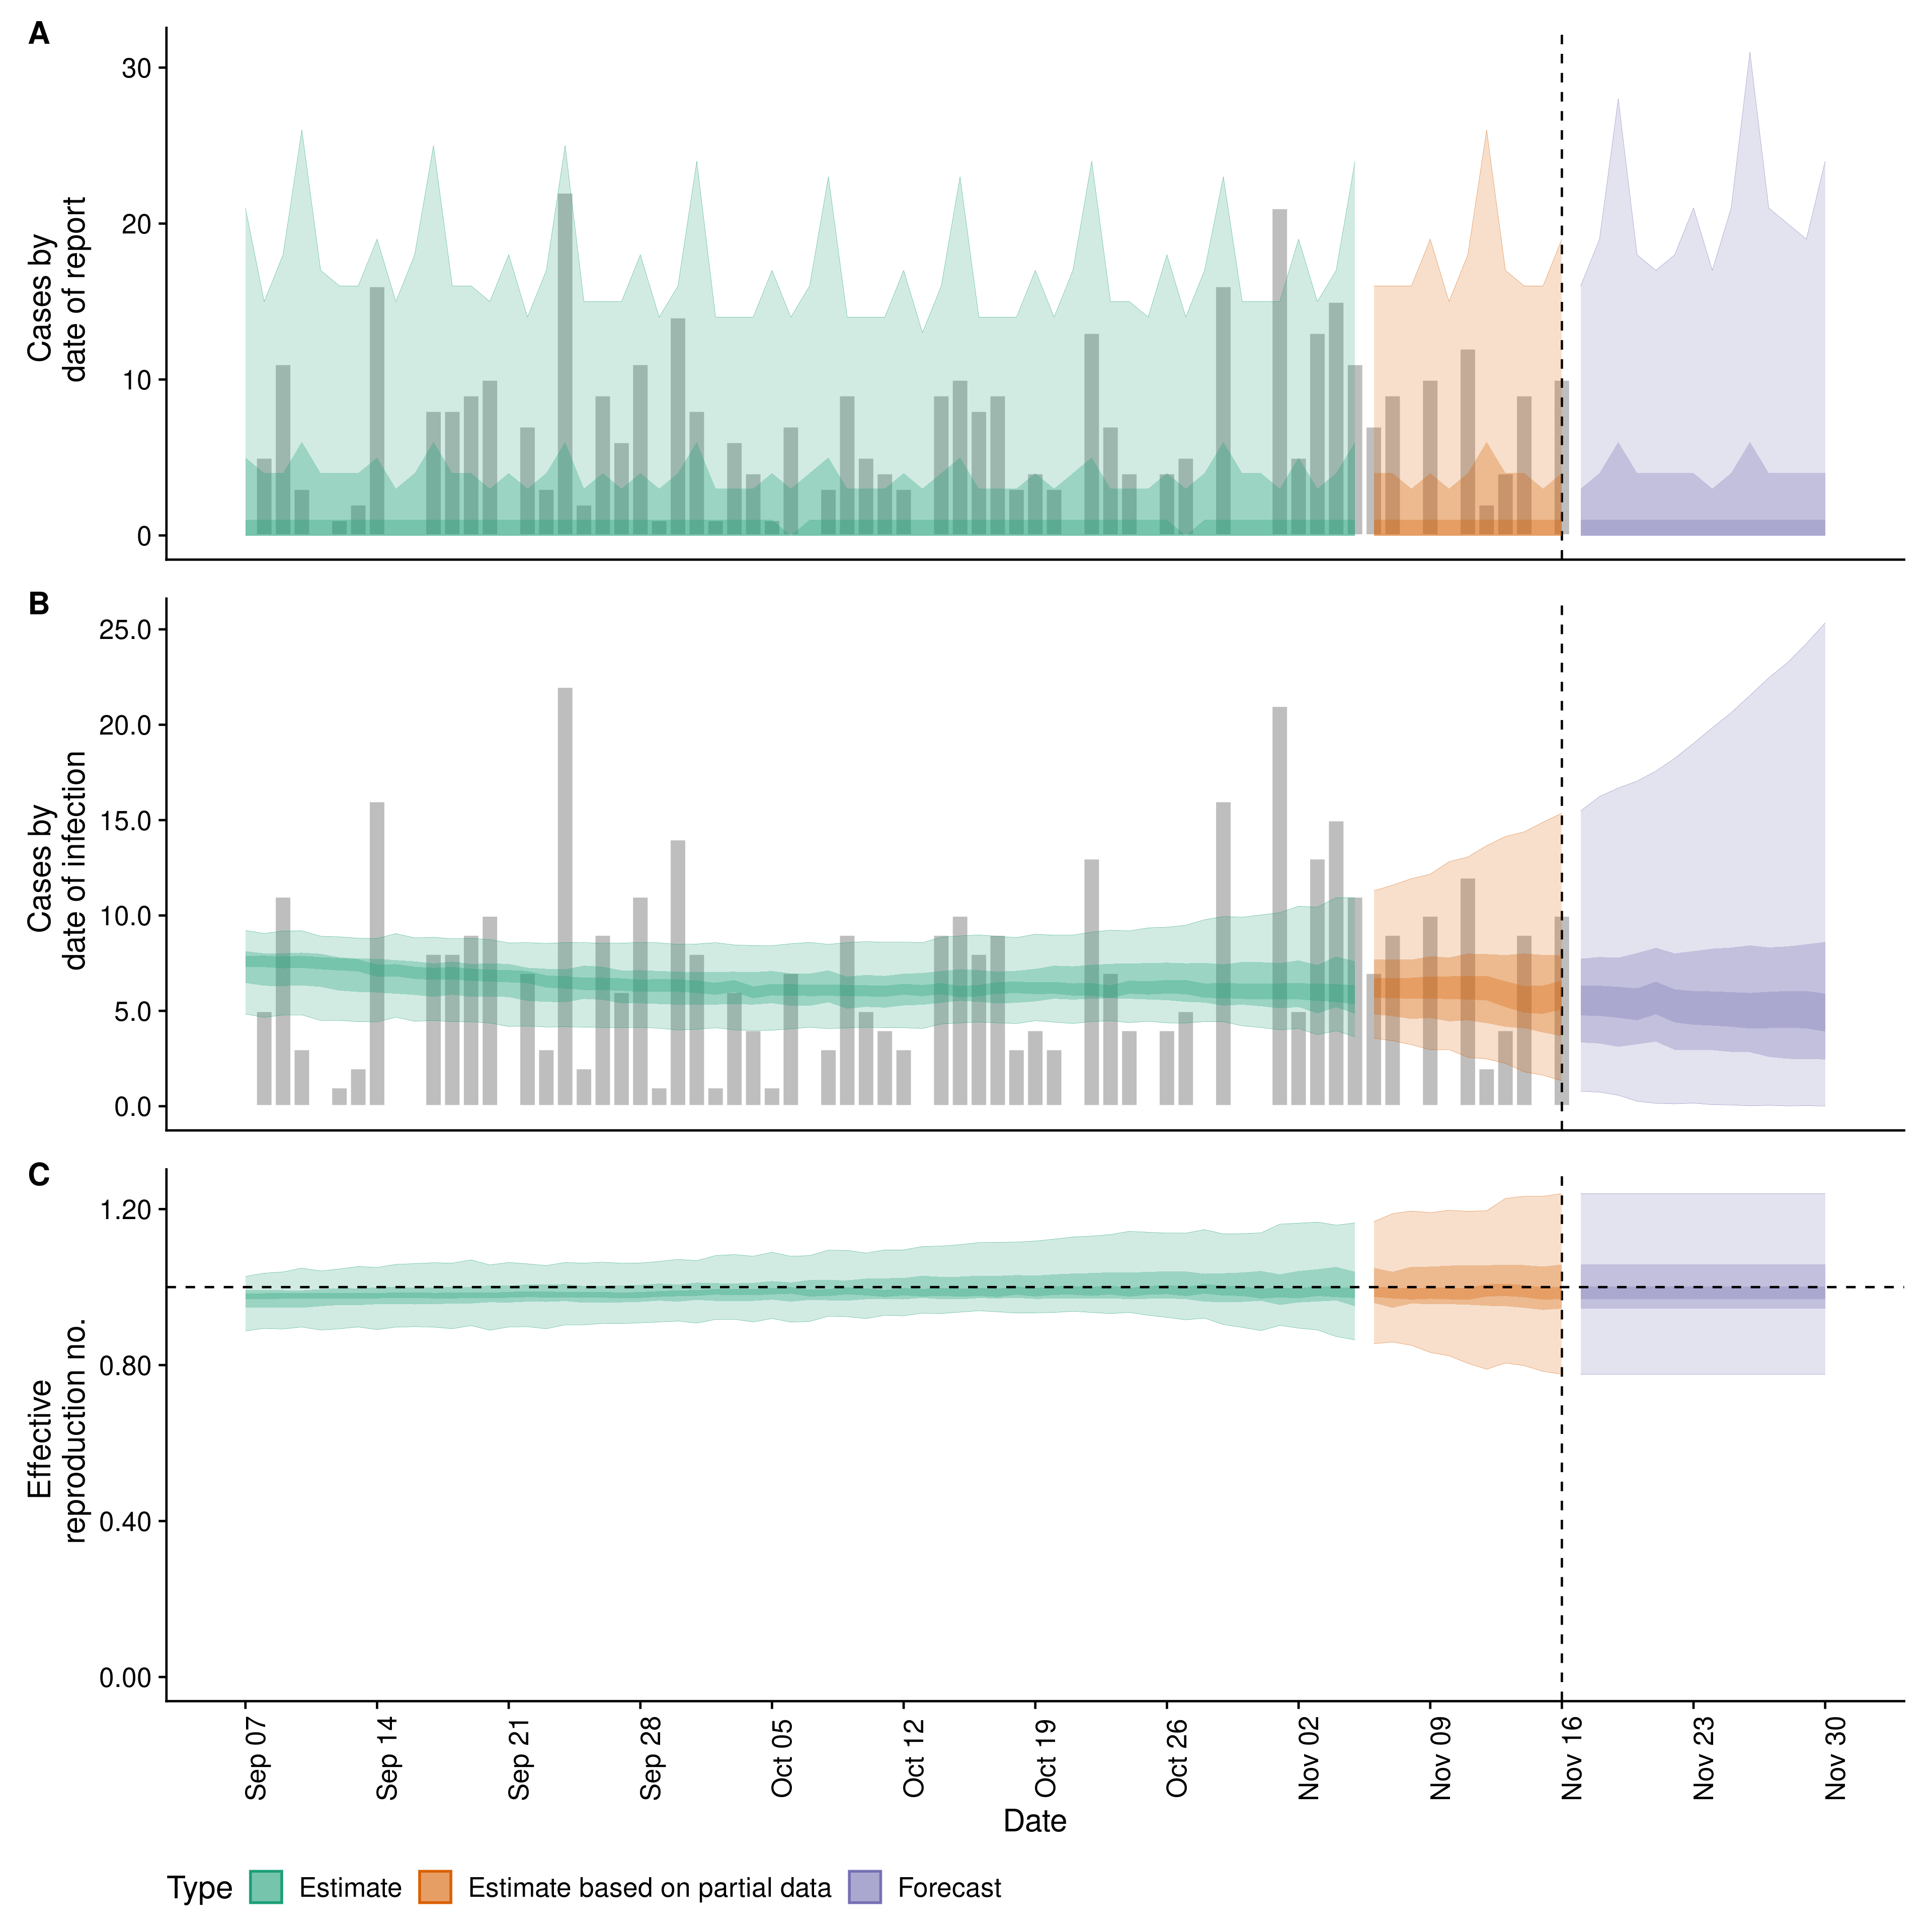 A
30
20
10
0
Cases by
date of report
B
25.0
20.0
15.0
10.0
5.0
0.0
Cases by
date of infection
C
1.20
0.80
0.40
0.00
Effective
reproduction no.
Sep 07
Sep 14
Sep 21
Sep 28
Oct 05
Oct 12
Oct 19
Oct 26
Nov 02
Nov 09
Nov 16
Nov 23
Nov 30
Date
Type Estimate Estimate based on partial data Forecast